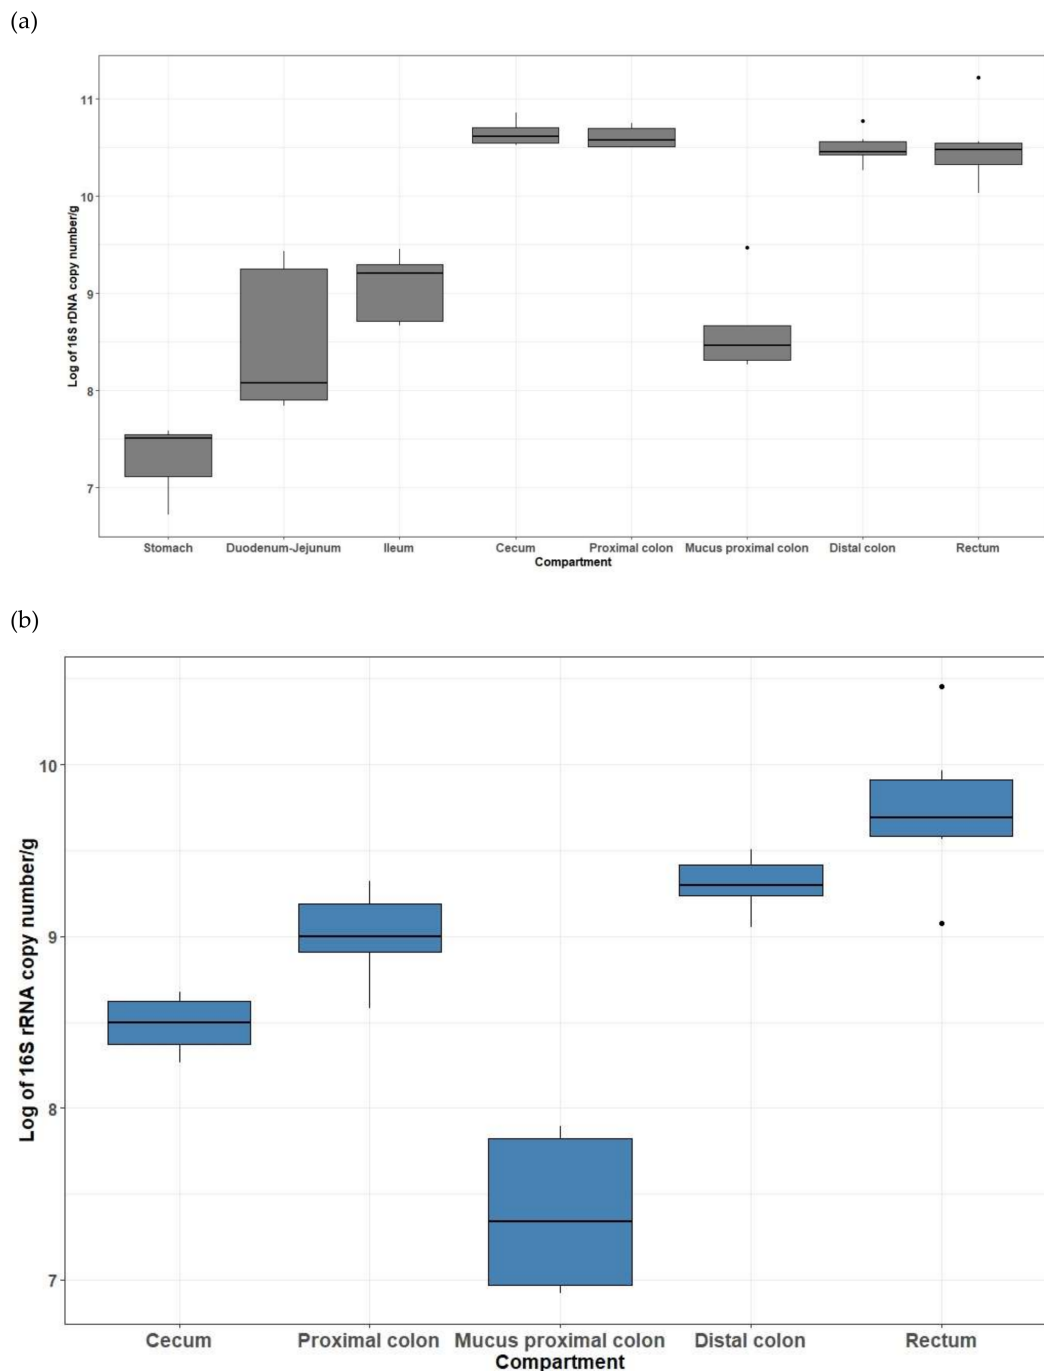 (a)
Log of 16S rDNA copy number/g
11
10
9
8
7
Stomach Duodenum-Jejunum Ileum Cecum Proximal colon Mucus proximal colon Distal colon Rectum
Compartment
(b)
Log of 16S rRNA copy number/g
10
9
8
7
Cecum Proximal colon Mucus proximal colon Distal colon Rectum
Compartment